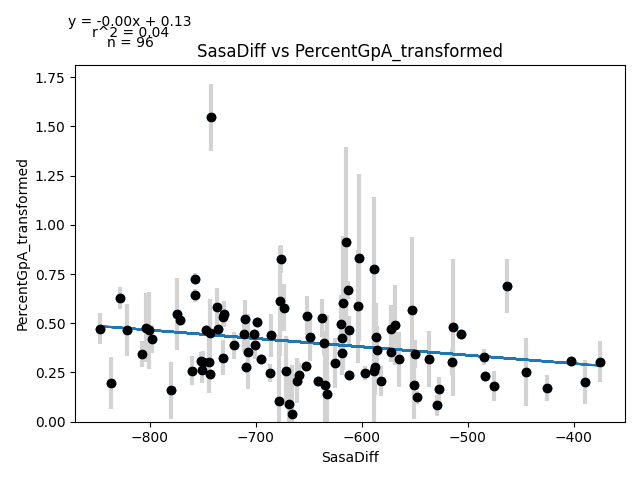 y = -0.00x + 0.13
r^2 = 0.04
n = 96
SasaDiff vs PercentGpA_transformed
PercentGpA_transformed
1.75
1.50
1.25
1.00
0.75
0.50
0.25
0.00
−800
−700
−600
−500
−400
SasaDiff